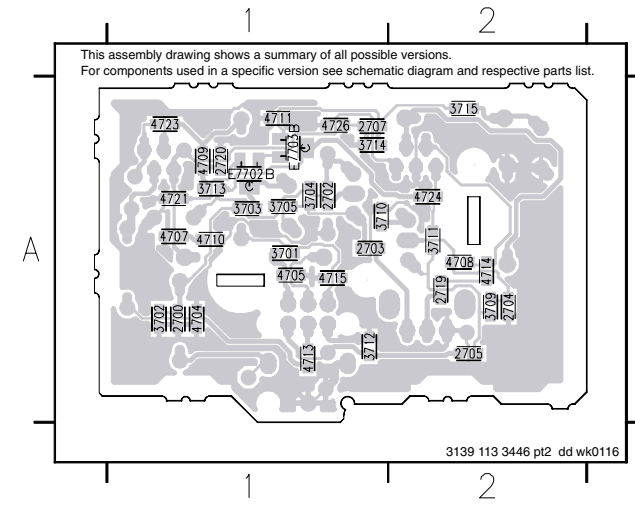 1 2
This assembly drawing shows a summary of all possible versions.
For components used in a specific version see schematic diagram and respective parts list.
3715
4723 4711 4726 2707
3714
E7703B C
4709 2720
E7702B C
3713
4721 3703 3705 3704 2702 4724
3710
4707 4710 2703 3711
A
3701
4705 4715 4708 4714
2719
3702 2700 4704 3709 2704
4713 3712 2705
3139 113 3446 pt2 dd wk0116
1 2